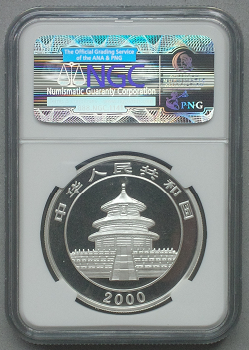 The Official Grading Service
of the ANA & PNG
NGC
Numismatic Guaranty Corporation
PNG
中华人民共和国
2000